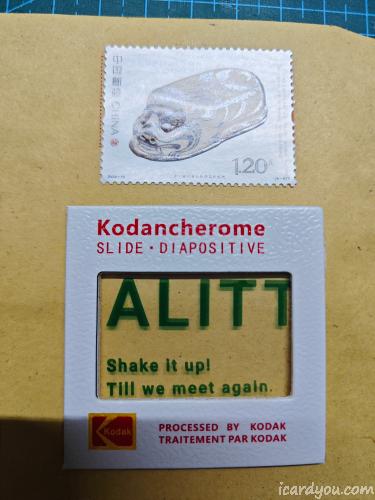 中国邮政 CHINA
1.20元
Kodancherome
SLIDE · DIAPOSITIVE
ALITT
Shake it up!
Till we meet again.
Kodak
PROCESSED BY KODAK
TRAITEMENT PAR KODAK
icardyou.com